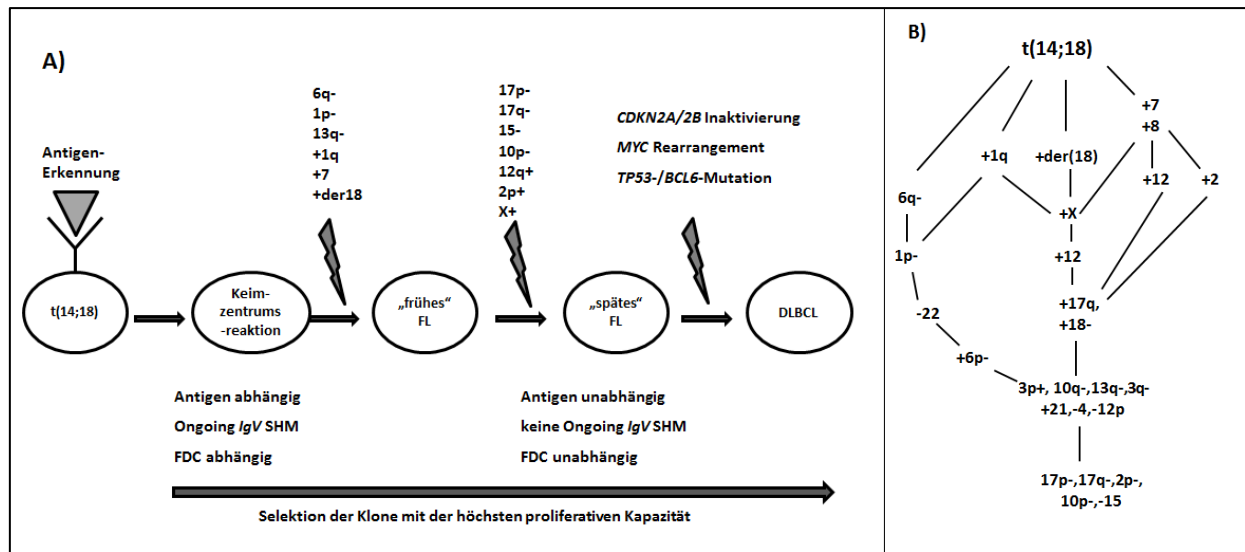 A)
Antigen-
Erkennung
t(14;18)
Keim-
zentrums
-reaktion
6q-
1p-
13q-
+1q
+7
+der18
„frühes“
FL
17p-
17q-
15-
10p-
12q+
2p+
X+
„spätes“
FL
CDKN2A/2B Inaktivierung
MYC Rearrangement
TP53-/BCL6-Mutation
DLBCL
Antigen abhängig
Ongoing IgV SHM
FDC abhängig
Antigen unabhängig
keine Ongoing IgV SHM
FDC unabhängig
Selektion der Klone mit der höchsten proliferativen Kapazität
B)
t(14;18)
+7
+8
+1q
+der(18)
+12
+2
6q-
+X
1p-
+12
+17q,
+18-
-22
+6p-
3p+, 10q-,13q-,3q-
+21,-4,-12p
17p-,17q-,2p-,
10p-,-15